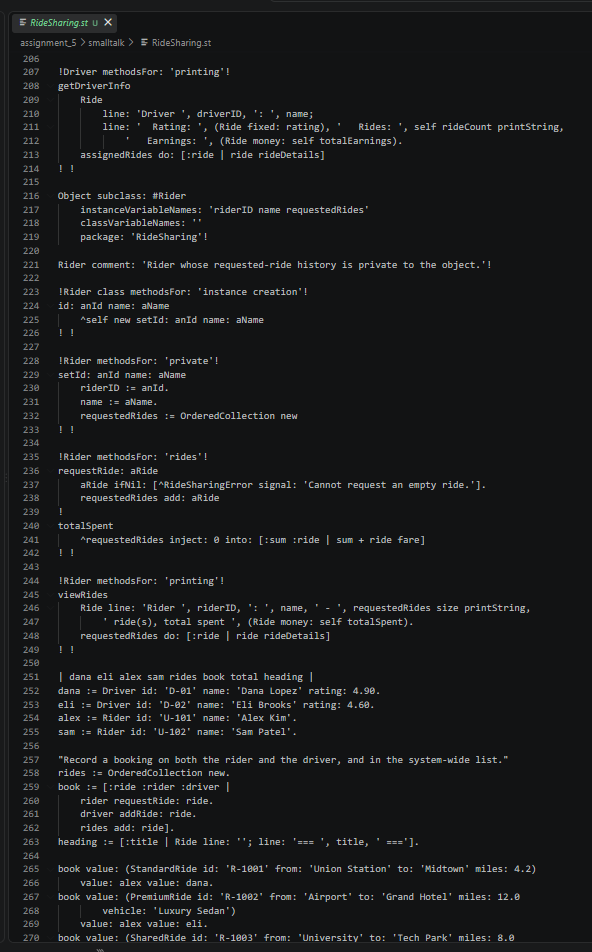 RideSharing.st U ×
assignment_5 > smalltalk > RideSharing.st
206
207 !Driver methodsFor: 'printing'!
208 getDriverInfo
209     Ride
210         line: 'Driver ', driverID, ': ', name;
211         line: '  Rating: ', (Ride fixed: rating), '   Rides: ', self rideCount printString,
212             '   Earnings: ', (Ride money: self totalEarnings).
213     assignedRides do: [:ride | ride rideDetails]
214 ! !
215
216 Object subclass: #Rider
217     instanceVariableNames: 'riderID name requestedRides'
218     classVariableNames: ''
219     package: 'RideSharing'!
220
221 Rider comment: 'Rider whose requested-ride history is private to the object.'!
222
223 !Rider class methodsFor: 'instance creation'!
224 id: anId name: aName
225     ^self new setId: anId name: aName
226 ! !
227
228 !Rider methodsFor: 'private'!
229 setId: anId name: aName
230     riderID := anId.
231     name := aName.
232     requestedRides := OrderedCollection new
233 ! !
234
235 !Rider methodsFor: 'rides'!
236 requestRide: aRide
237     aRide ifNil: [^RideSharingError signal: 'Cannot request an empty ride.'].
238     requestedRides add: aRide
239 !
240 totalSpent
241     ^requestedRides inject: 0 into: [:sum :ride | sum + ride fare]
242 ! !
243
244 !Rider methodsFor: 'printing'!
245 viewRides
246     Ride line: 'Rider ', riderID, ': ', name, ' - ', requestedRides size printString,
247         ' ride(s), total spent ', (Ride money: self totalSpent).
248     requestedRides do: [:ride | ride rideDetails]
249 ! !
250
251 | dana eli alex sam rides book total heading |
252 dana := Driver id: 'D-01' name: 'Dana Lopez' rating: 4.90.
253 eli := Driver id: 'D-02' name: 'Eli Brooks' rating: 4.60.
254 alex := Rider id: 'U-101' name: 'Alex Kim'.
255 sam := Rider id: 'U-102' name: 'Sam Patel'.
256
257 "Record a booking on both the rider and the driver, and in the system-wide list."
258 rides := OrderedCollection new.
259 book := [:ride :rider :driver |
260     rider requestRide: ride.
261     driver addRide: ride.
262     rides add: ride].
263 heading := [:title | Ride line: ''; line: '=== ', title, ' ==='].
264
265 book value: (StandardRide id: 'R-1001' from: 'Union Station' to: 'Midtown' miles: 4.2)
266     value: alex value: dana.
267 book value: (PremiumRide id: 'R-1002' from: 'Airport' to: 'Grand Hotel' miles: 12.0
268         vehicle: 'Luxury Sedan')
269     value: alex value: eli.
270 book value: (SharedRide id: 'R-1003' from: 'University' to: 'Tech Park' miles: 8.0